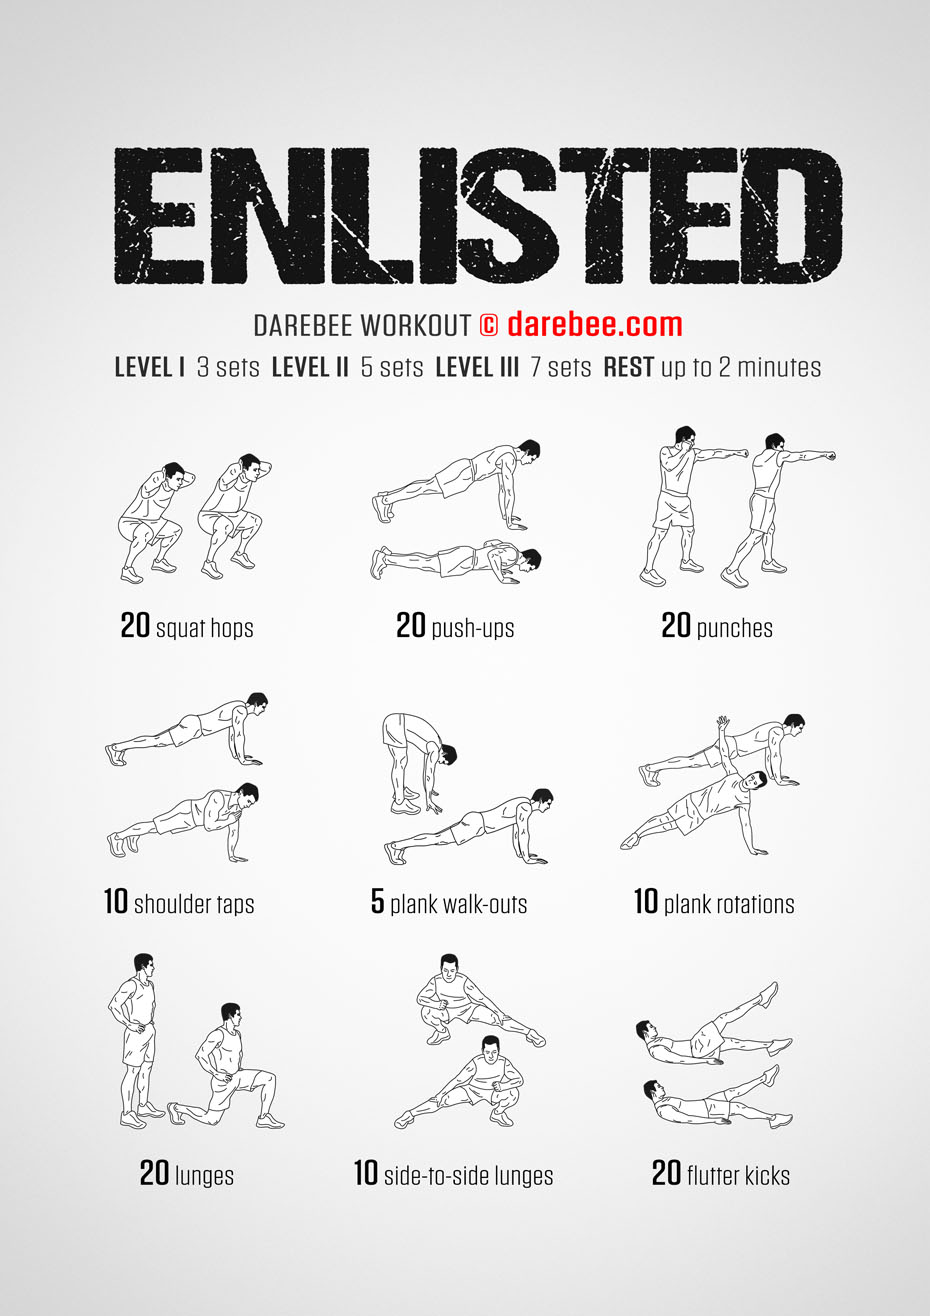 ENLISTED
DAREBEE WORKOUT © darebee.com
LEVEL I 3 sets LEVEL II 5 sets LEVEL III 7 sets REST up to 2 minutes
20 squat hops
20 push-ups
20 punches
10 shoulder taps
5 plank walk-outs
10 plank rotations
20 lunges
10 side-to-side lunges
20 flutter kicks